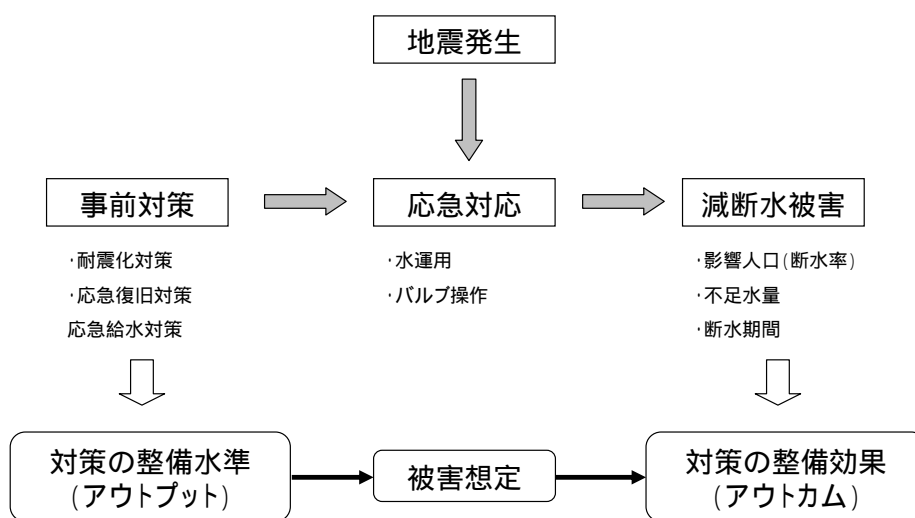 地震発生
事前対策
応急対応
減断水被害
・耐震化対策
・応急復旧対策
応急給水対策
・水運用
・バルブ操作
・影響人口(断水率)
・不足水量
・断水期間
対策の整備水準
(アウトプット)
被害想定
対策の整備効果
(アウトカム)